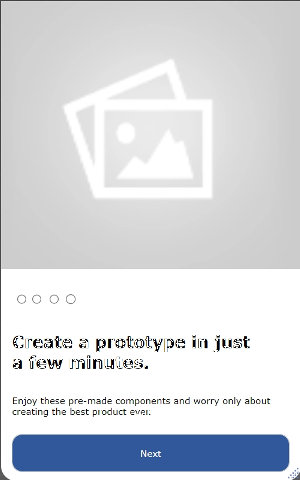 Create a prototype in just
a few minutes.
Enjoy these pre-made components and worry only about
creating the best product ever.
Next